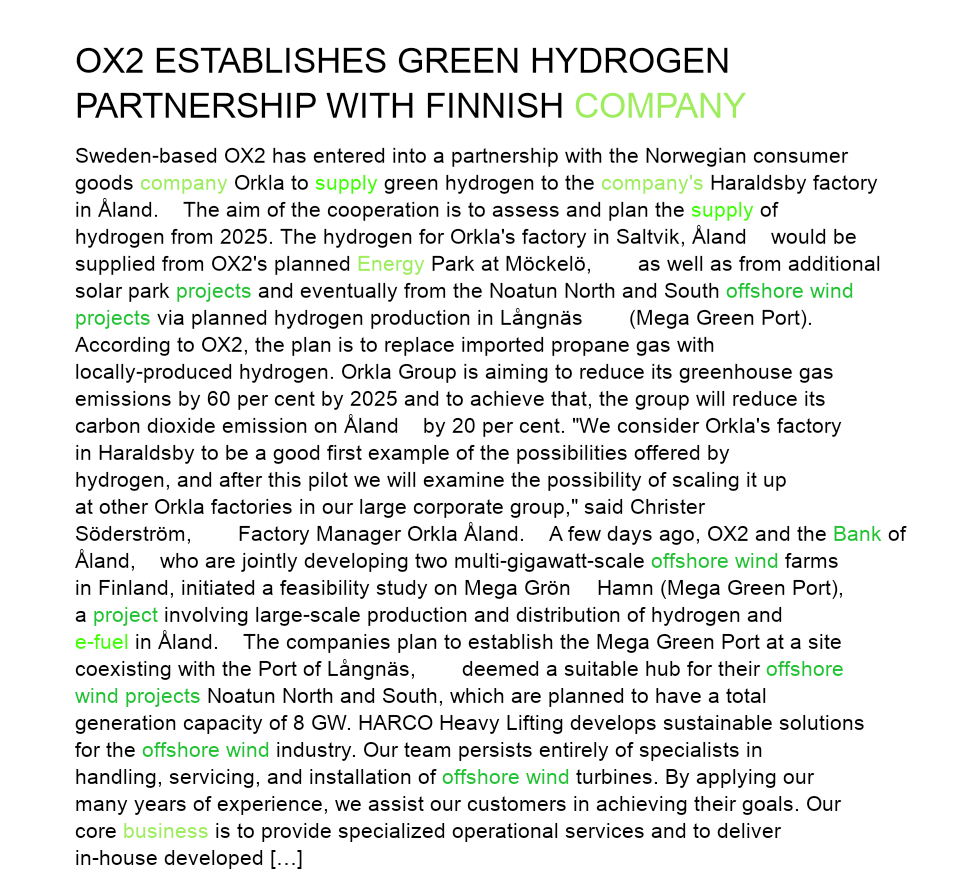 OX2 ESTABLISHES GREEN HYDROGEN
PARTNERSHIP WITH FINNISH COMPANY
Sweden-based OX2 has entered into a partnership with the Norwegian consumer
goods company Orkla to supply green hydrogen to the company's Haraldsby factory
in Åland. The aim of the cooperation is to assess and plan the supply of
hydrogen from 2025. The hydrogen for Orkla's factory in Saltvik, Åland would be
supplied from OX2's planned Energy Park at Möckelö, as well as from additional
solar park projects and eventually from the Noatun North and South offshore wind
projects via planned hydrogen production in Långnäs (Mega Green Port).
According to OX2, the plan is to replace imported propane gas with
locally-produced hydrogen. Orkla Group is aiming to reduce its greenhouse gas
emissions by 60 per cent by 2025 and to achieve that, the group will reduce its
carbon dioxide emission on Åland by 20 per cent. "We consider Orkla's factory
in Haraldsby to be a good first example of the possibilities offered by
hydrogen, and after this pilot we will examine the possibility of scaling it up
at other Orkla factories in our large corporate group," said Christer
Söderström, Factory Manager Orkla Åland. A few days ago, OX2 and the Bank of
Åland, who are jointly developing two multi-gigawatt-scale offshore wind farms
in Finland, initiated a feasibility study on Mega Grön Hamn (Mega Green Port),
a project involving large-scale production and distribution of hydrogen and
e-fuel in Åland. The companies plan to establish the Mega Green Port at a site
coexisting with the Port of Långnäs, deemed a suitable hub for their offshore
wind projects Noatun North and South, which are planned to have a total
generation capacity of 8 GW. HARCO Heavy Lifting develops sustainable solutions
for the offshore wind industry. Our team persists entirely of specialists in
handling, servicing, and installation of offshore wind turbines. By applying our
many years of experience, we assist our customers in achieving their goals. Our
core business is to provide specialized operational services and to deliver
in-house developed […]